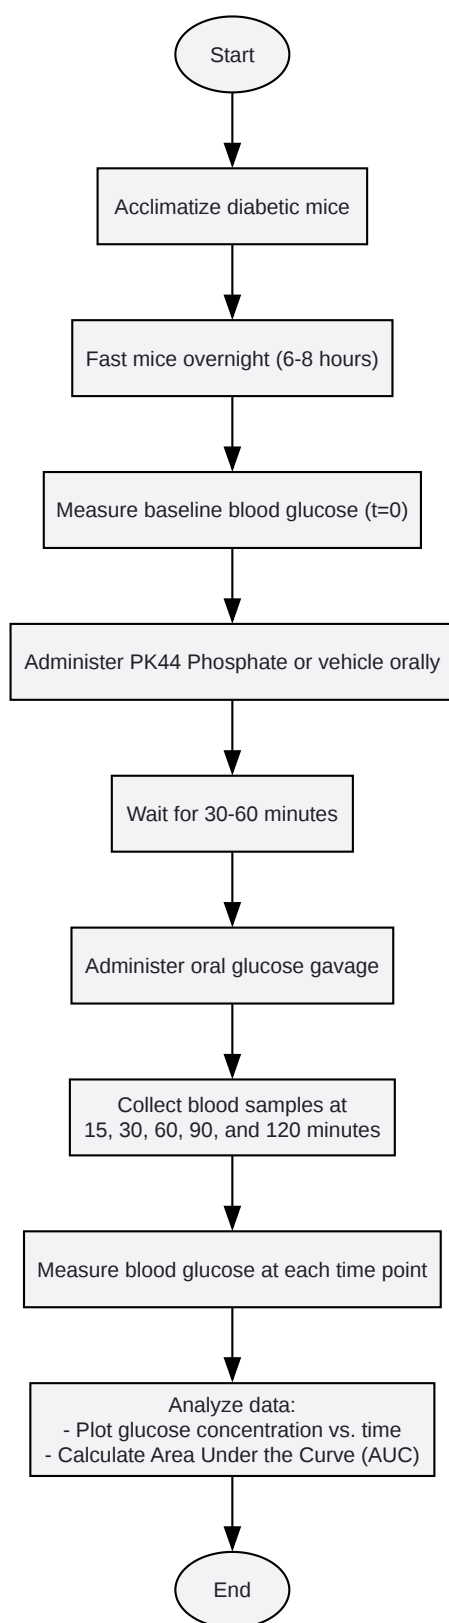 Start
Acclimatize diabetic mice
Fast mice overnight (6-8 hours)
Measure baseline blood glucose (t=0)
Administer PK44 Phosphate or vehicle orally
Wait for 30-60 minutes
Administer oral glucose gavage
Collect blood samples at
15, 30, 60, 90, and 120 minutes
Measure blood glucose at each time point
Analyze data:
- Plot glucose concentration vs. time
- Calculate Area Under the Curve (AUC)
End